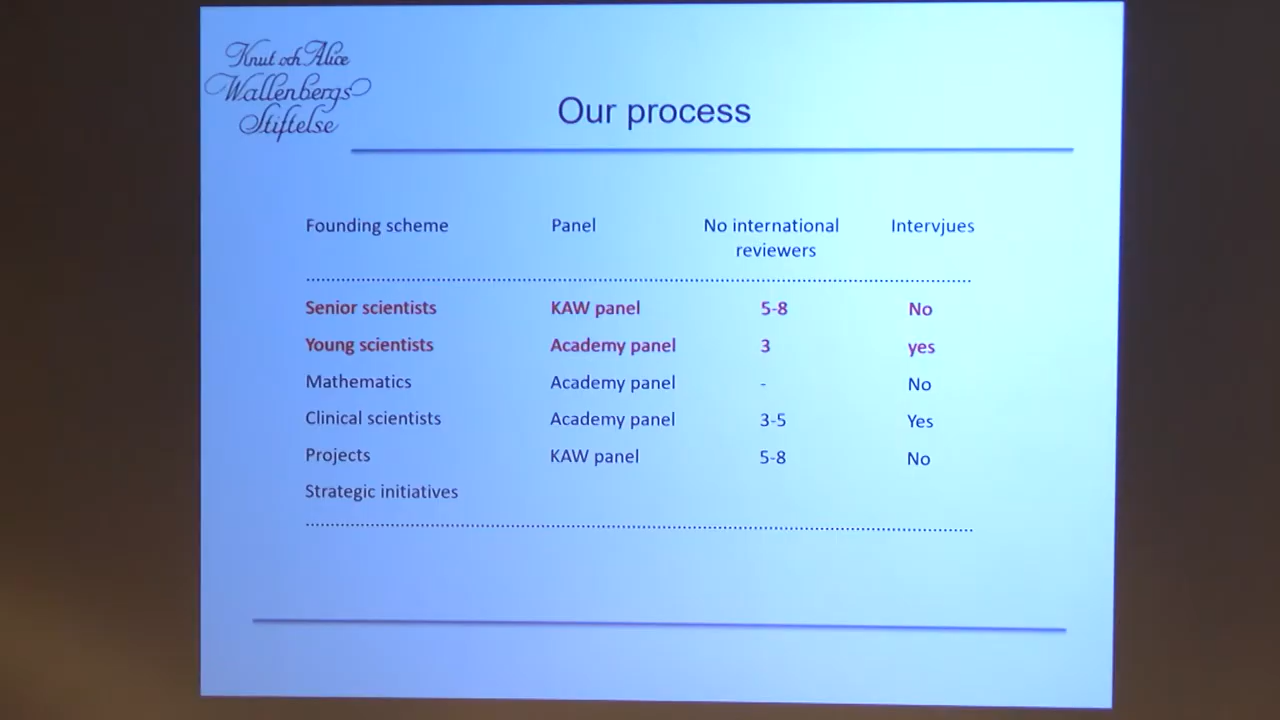 Knut och Alice
Wallenbergs
Stiftelse
Our process
Founding scheme Panel No international reviewers Intervjues
Senior scientists KAW panel 5-8 No
Young scientists Academy panel 3 yes
Mathematics Academy panel - No
Clinical scientists Academy panel 3-5 Yes
Projects KAW panel 5-8 No
Strategic initiatives